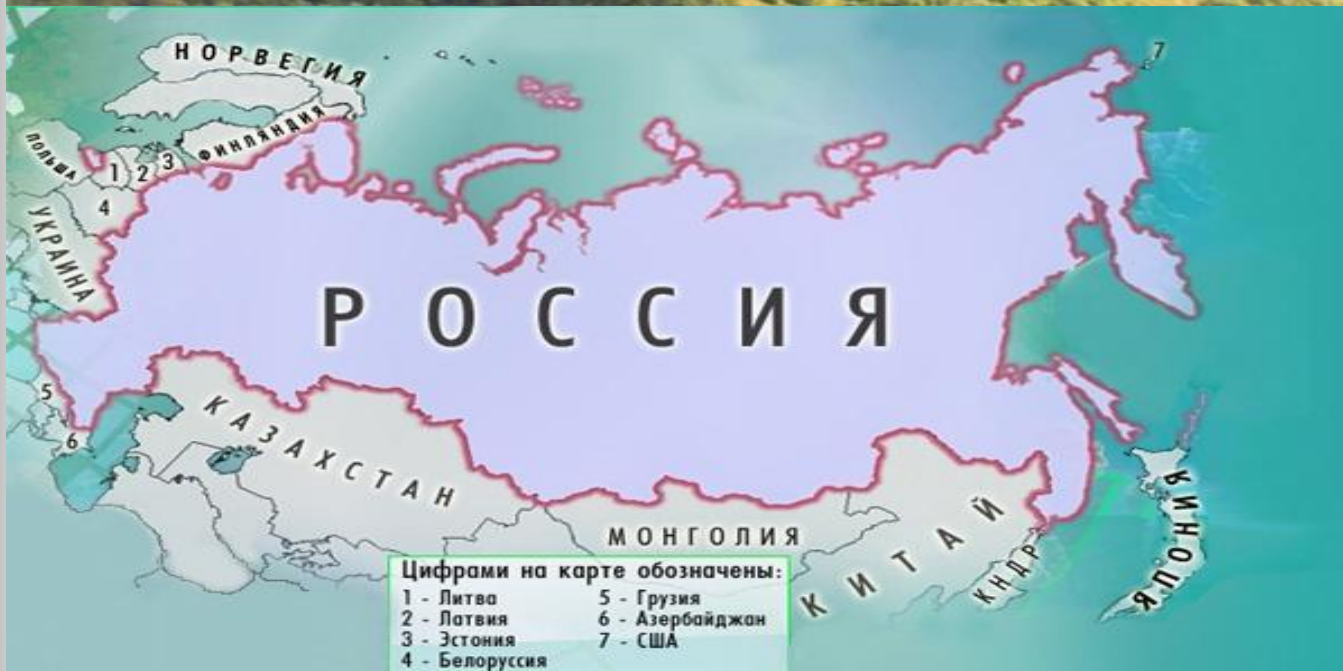 НОРВЕГИЯ
7
ФИНЛЯНДИЯ
ПОЛЬША
1
2
3
4
УКРАИНА
РОССИЯ
5
6
КАЗАХСТАН
МОНГОЛИЯ
КИТАЙ
КНДР
ЯПОНИЯ
Цифрами на карте обозначены:
1 - Литва
2 - Латвия
3 - Эстония
4 - Белоруссия
5 - Грузия
6 - Азербайджан
7 - США